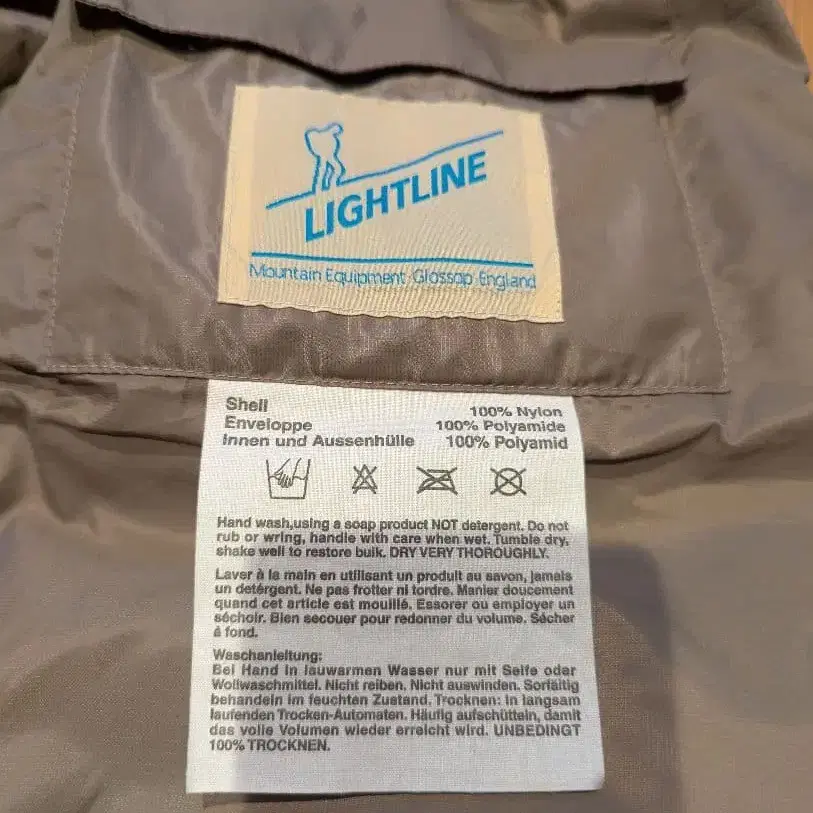 LIGHTLINE
Mountain Equipment Glossop England
Shell 100% Nylon
Enveloppe 100% Polyamide
Innen und Aussenhülle 100% Polyamid
Hand wash,using a soap product NOT detergent. Do not
rub or wring, handle with care when wet. Tumble dry,
shake well to restore bulk. DRY VERY THOROUGHLY.
Laver à la main en utilisant un produit au savon, jamais
un detérgent. Ne pas frotter ni tordre. Manier doucement
quand cet article est mouillé. Essorer ou employer un
séchoir. Bien secouer pour redonner du volume. Sécher
à fond.
Waschanleitung:
Bei Hand in lauwarmen Wasser nur mit Seife oder
Wollwaschmittel. Nicht reiben. Nicht auswinden. Sorfältig
behandeln im feuchten Zustand. Trocknen: In langsam
laufenden Trocken-Automaten. Häufig aufschütteln, damit
das volle Volumen wieder erreicht wird. UNBEDINGT
100% TROCKNEN.